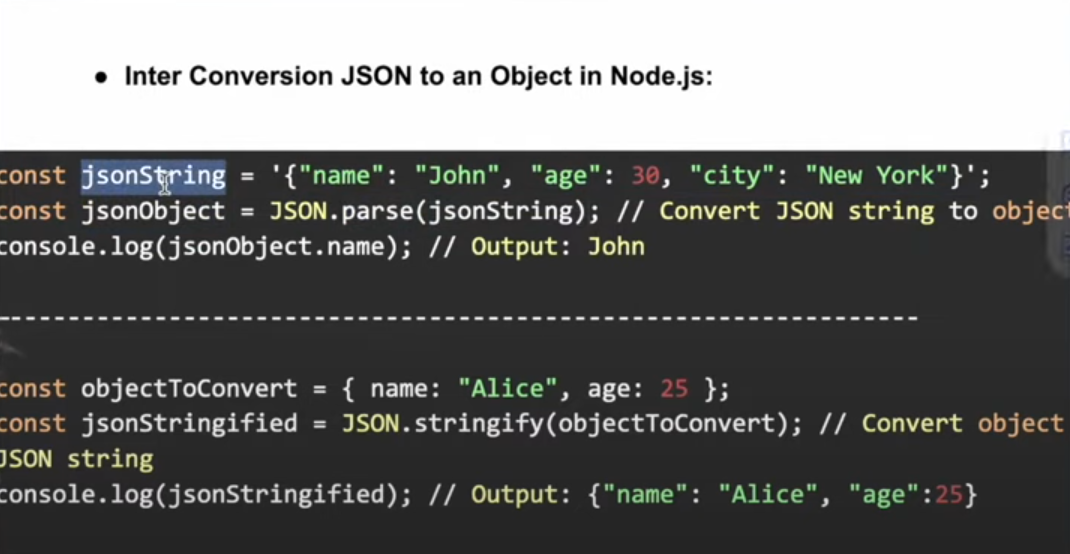 ● Inter Conversion JSON to an Object in Node.js:
const jsonString = '{"name": "John", "age": 30, "city": "New York"}';
const jsonObject = JSON.parse(jsonString); // Convert JSON string to object
console.log(jsonObject.name); // Output: John
----------------------------------------------------------------
const objectToConvert = { name: "Alice", age: 25 };
const jsonStringified = JSON.stringify(objectToConvert); // Convert object
JSON string
console.log(jsonStringified); // Output: {"name": "Alice", "age":25}